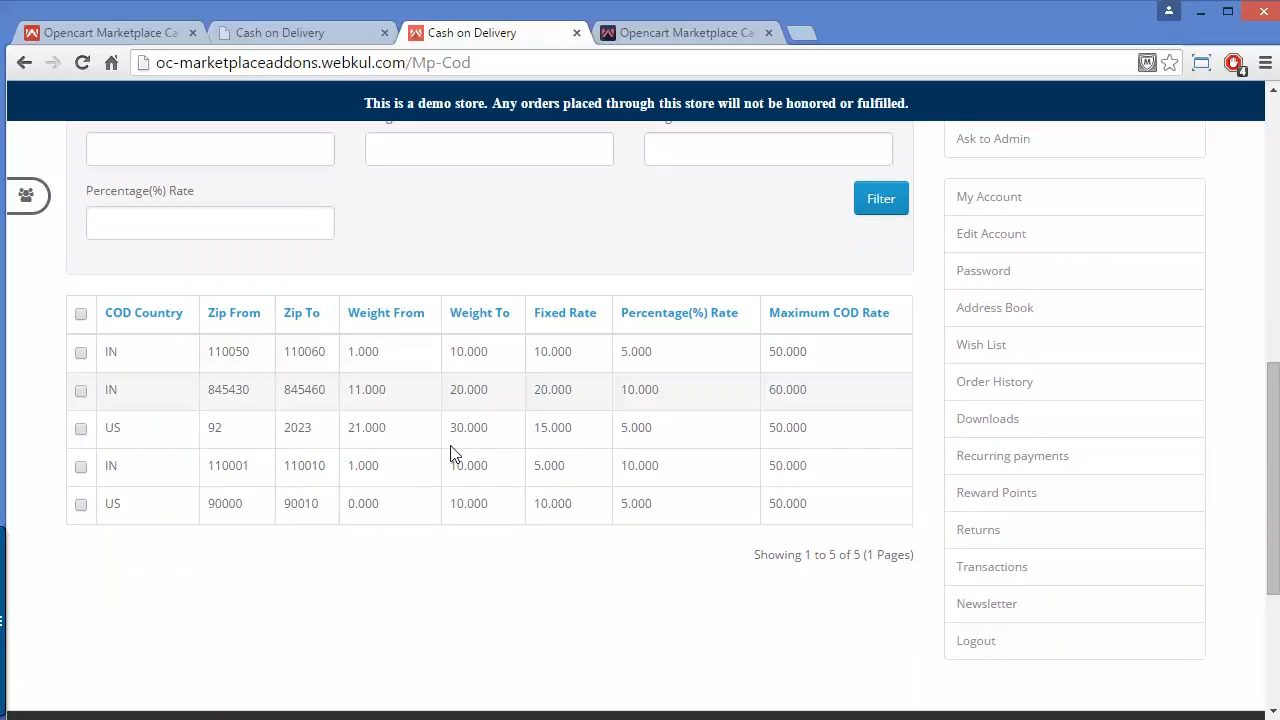 Opencart Marketplace Ca
Cash on Delivery
Cash on Delivery
Opencart Marketplace Ca
oc-marketplaceaddons.webkul.com/Mp-Cod
4
This is a demo store. Any orders placed through this store will not be honored or fulfilled.
Percentage(%) Rate
Filter
COD Country Zip From Zip To Weight From Weight To Fixed Rate Percentage(%) Rate Maximum COD Rate
IN 110050 110060 1.000 10.000 10.000 5.000 50.000
IN 845430 845460 11.000 20.000 20.000 10.000 60.000
US 92 2023 21.000 30.000 15.000 5.000 50.000
IN 110001 110010 1.000 10.000 5.000 10.000 50.000
US 90000 90010 0.000 10.000 10.000 5.000 50.000
Showing 1 to 5 of 5 (1 Pages)
Ask to Admin
My Account
Edit Account
Password
Address Book
Wish List
Order History
Downloads
Recurring payments
Reward Points
Returns
Transactions
Newsletter
Logout